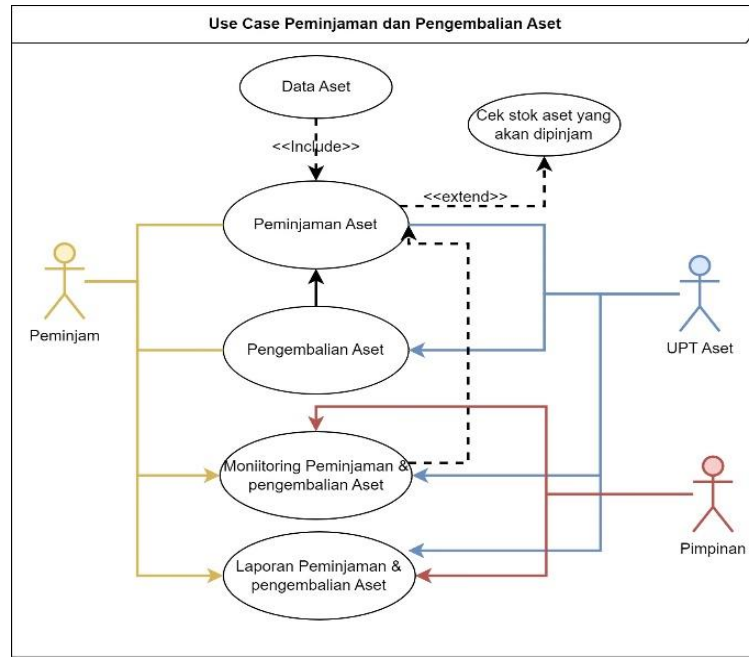 Use Case Peminjaman dan Pengembalian Aset
Data Aset
Cek stok aset yang
akan dipinjam
<<Include>>
<<extend>>
Peminjaman Aset
Peminjam
UPT Aset
Pengembalian Aset
Moniitoring Peminjaman &
pengembalian Aset
Pimpinan
Laporan Peminjaman &
pengembalian Aset